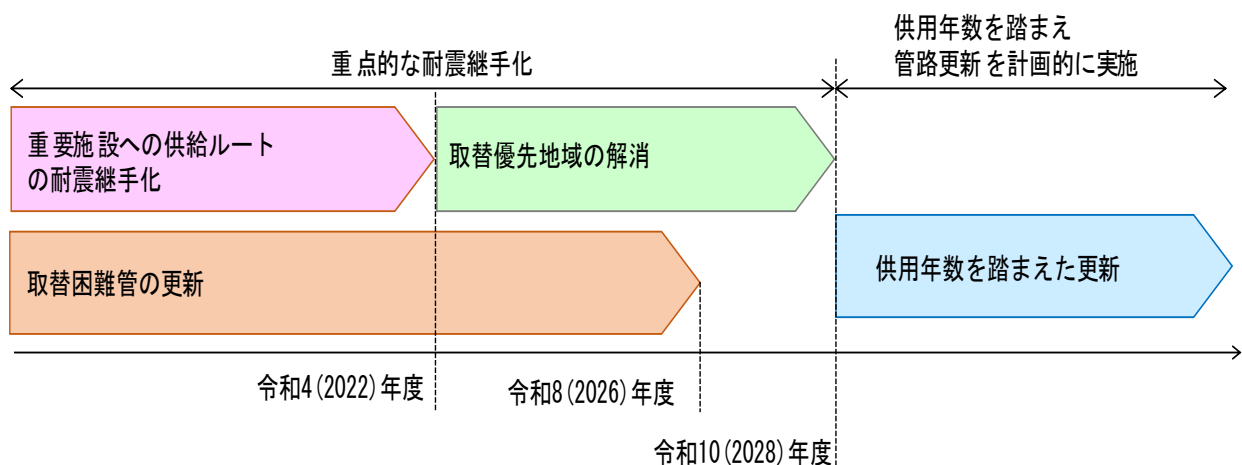 供用年数を踏まえ
管路更新を計画的に実施
重点的な耐震継手化
重要施設への供給ルート
の耐震継手化
取替優先地域の解消
取替困難管の更新
供用年数を踏まえた更新
令和4(2022)年度
令和8(2026)年度
令和10(2028)年度